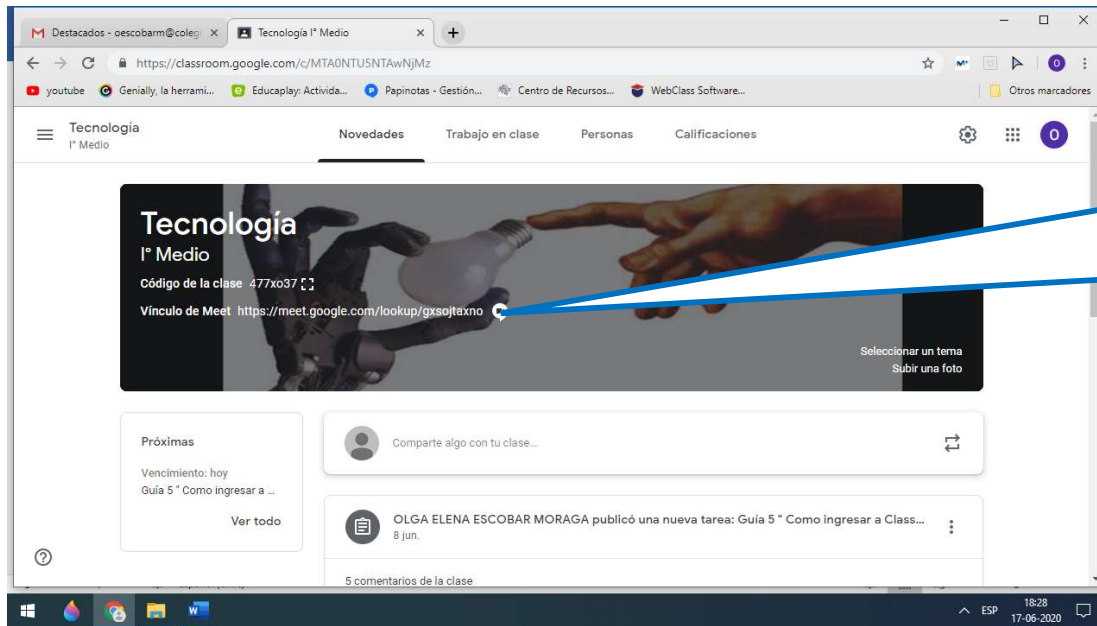 Destacados - oescobarm@coleg
Tecnología I° Medio
https://classroom.google.com/c/MTA0NTU5NTAwNjMz
youtube Genially, la herrami... Educaplay: Activida... Papinotas - Gestión... Centro de Recursos... WebClass Software... Otros marcadores
Tecnología
I° Medio
Novedades Trabajo en clase Personas Calificaciones
O
Tecnología
I° Medio
Código de la clase 477xo37
Vínculo de Meet https://meet.google.com/lookup/gxsojtaxno
Seleccionar un tema
Subir una foto
Próximas
Vencimiento: hoy
Guía 5 " Como ingresar a ...
Ver todo
Comparte algo con tu clase...
OLGA ELENA ESCOBAR MORAGA publicó una nueva tarea: Guía 5 " Como ingresar a Class...
8 jun.
5 comentarios de la clase
ESP
18:28
17-06-2020